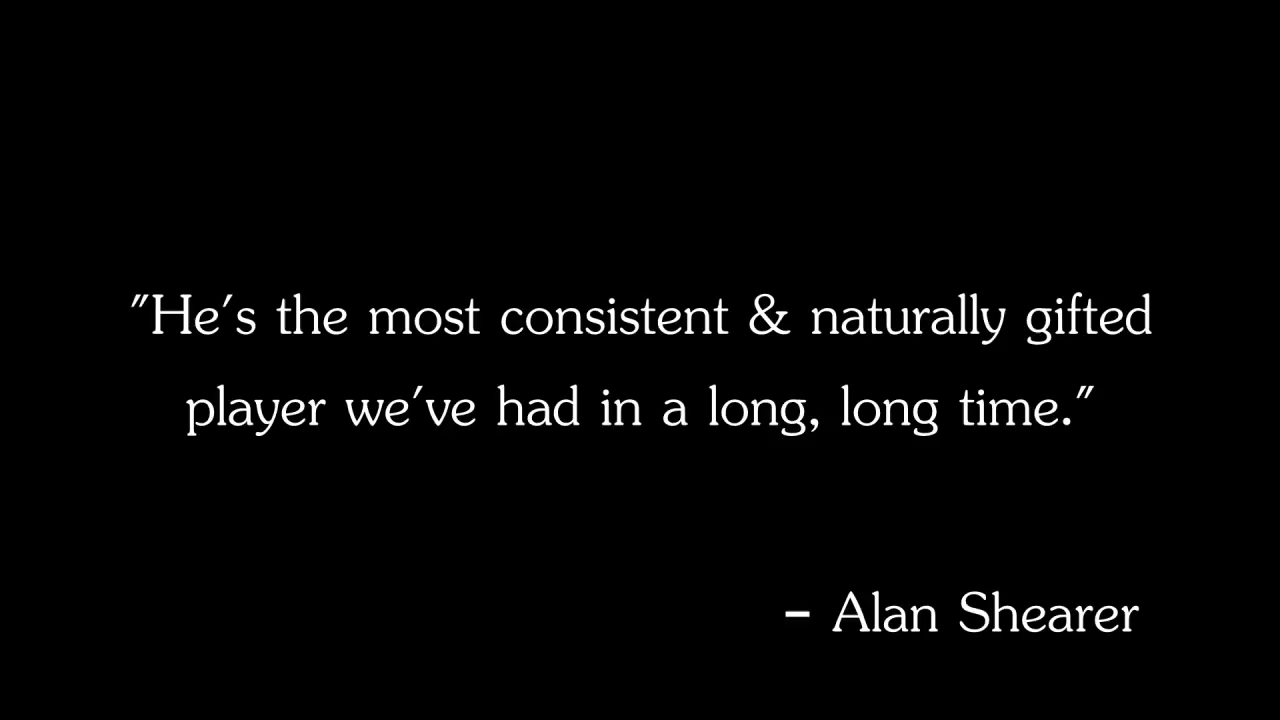 "He's the most consistent & naturally gifted
player we've had in a long, long time."
– Alan Shearer